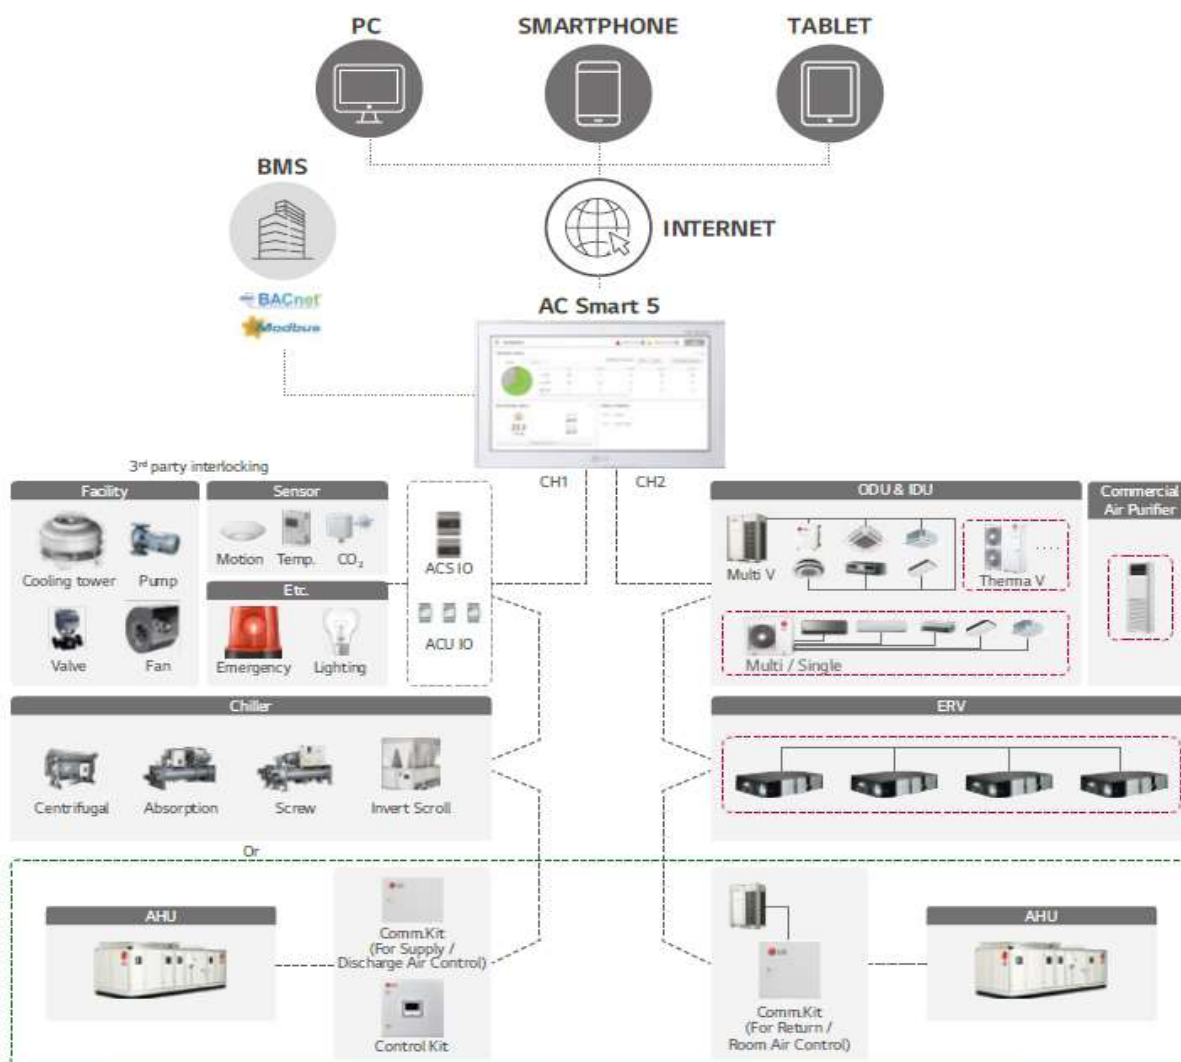 PC
SMARTPHONE
TABLET
BMS
INTERNET
BACnet
Modbus
AC Smart 5
CH1
CH2
3rd party interlocking
Facility
Sensor
ODU & IDU
Commercial
Air Purifier
Cooling tower
Pump
Motion
Temp.
CO₂
ACS IO
Multi V
Therma V
Etc.
Valve
Fan
Emergency
Lighting
ACU IO
Multi / Single
Chiller
ERV
Centrifugal
Absorption
Screw
Invert Scroll
Or
AHU
Comm.Kit
(For Supply /
Discharge Air Control)
Control Kit
LG
Comm.Kit
(For Return /
Room Air Control)
AHU